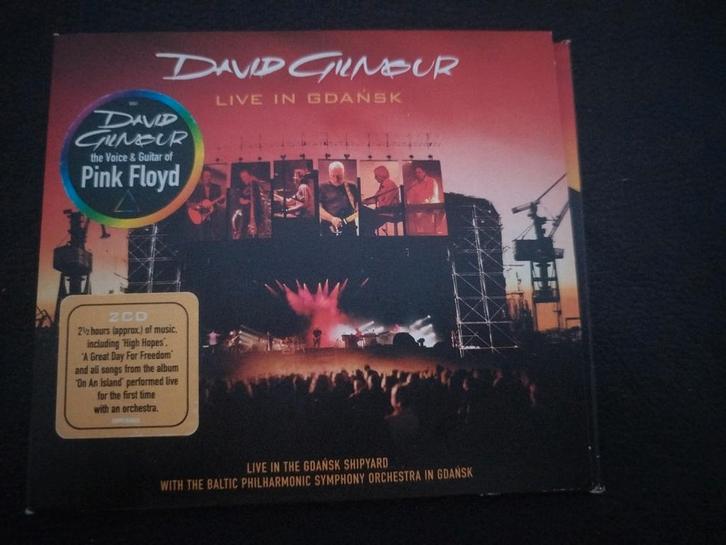 DAVID GILMOUR
LIVE IN GDAŃSK
DAVID
GILMOUR
the Voice & Guitar of
Pink Floyd
2CD
2½ hours (approx.) of music,
including 'High Hopes',
'A Great Day For Freedom'
and all songs from the album
'On An Island' performed live
for the first time
with an orchestra.
LIVE IN THE GDAŃSK SHIPYARD
WITH THE BALTIC PHILHARMONIC SYMPHONY ORCHESTRA IN GDAŃSK